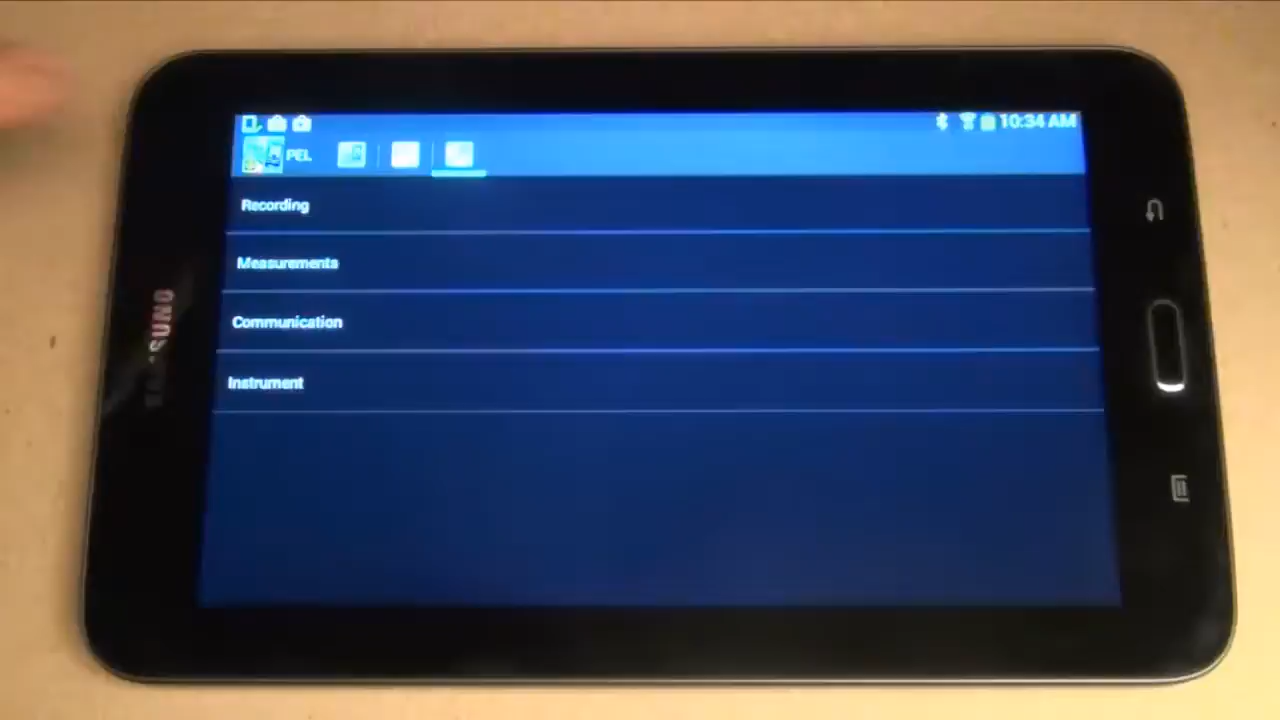 10:34 AM
PEL
Recording
Measurements
Communication
Instrument
SAMSUNG